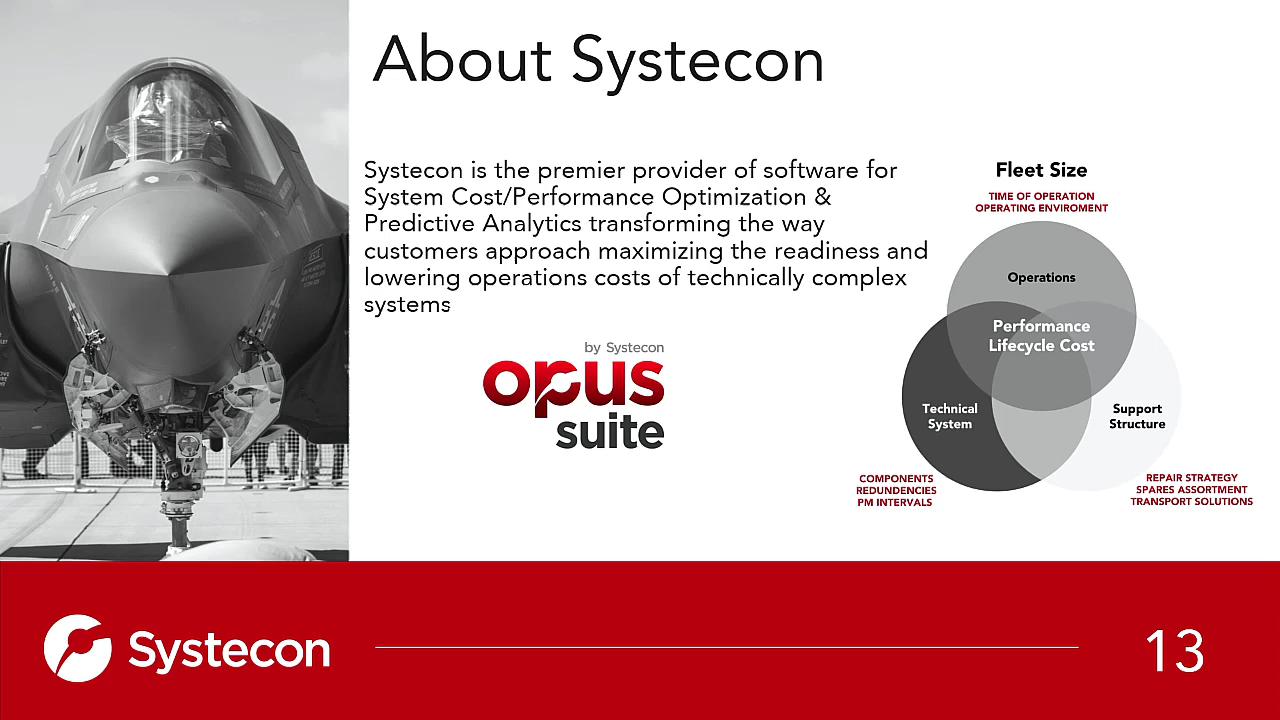 About Systecon
Systecon is the premier provider of software for
System Cost/Performance Optimization &
Predictive Analytics transforming the way
customers approach maximizing the readiness and
lowering operations costs of technically complex
systems
by Systecon
opus
suite
Fleet Size
TIME OF OPERATION
OPERATING ENVIROMENT
Operations
Performance
Lifecycle Cost
Technical
System
Support
Structure
COMPONENTS
REDUNDENCIES
PM INTERVALS
REPAIR STRATEGY
SPARES ASSORTMENT
TRANSPORT SOLUTIONS
Systecon
13